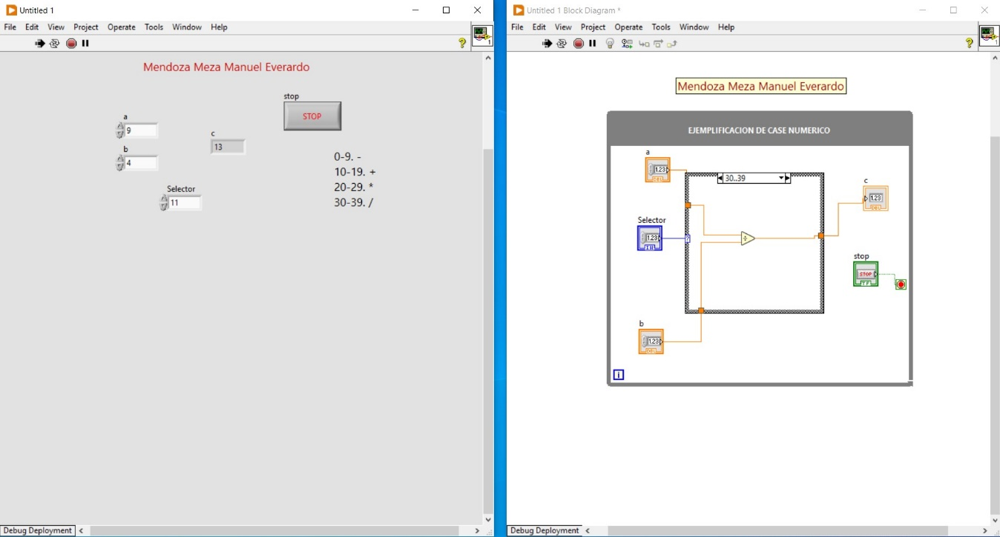 Untitled 1
File Edit View Project Operate Tools Window Help
1
Mendoza Meza Manuel Everardo
stop
STOP
a
9
c
13
b
4
Selector
11
0-9. -
10-19. +
20-29. *
30-39. /
Debug Deployment
Untitled 1 Block Diagram *
File Edit View Project Operate Tools Window Help
1
Mendoza Meza Manuel Everardo
EJEMPLIFICACION DE CASE NUMERICO
a
1.23
DBL
30..39
c
1.23
DBL
Selector
1.23
?
÷
stop
STOP
TF
b
1.23
DBL
i
Debug Deployment